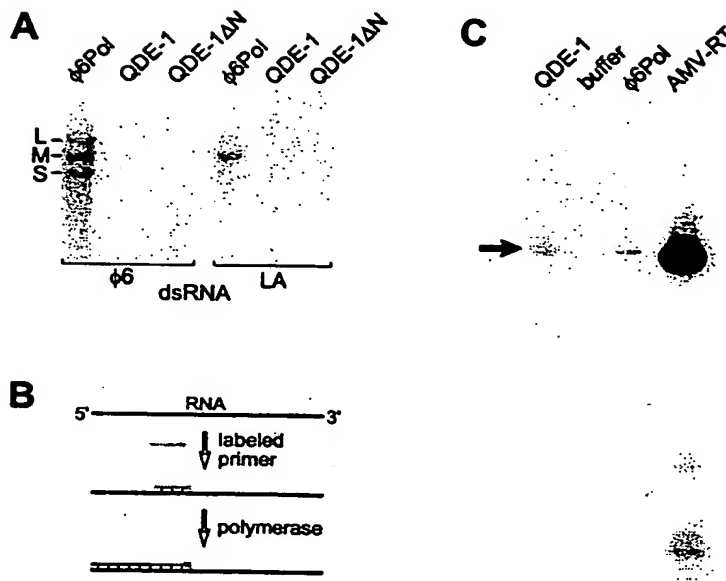 A
φ6Pol QDE-1 QDE-1ΔN φ6Pol QDE-1 QDE-1ΔN
L
M
S
φ6 LA
dsRNA
B
RNA
5' 3'
labeled
primer
polymerase
C
QDE-1 buffer φ6Pol AMV-RT